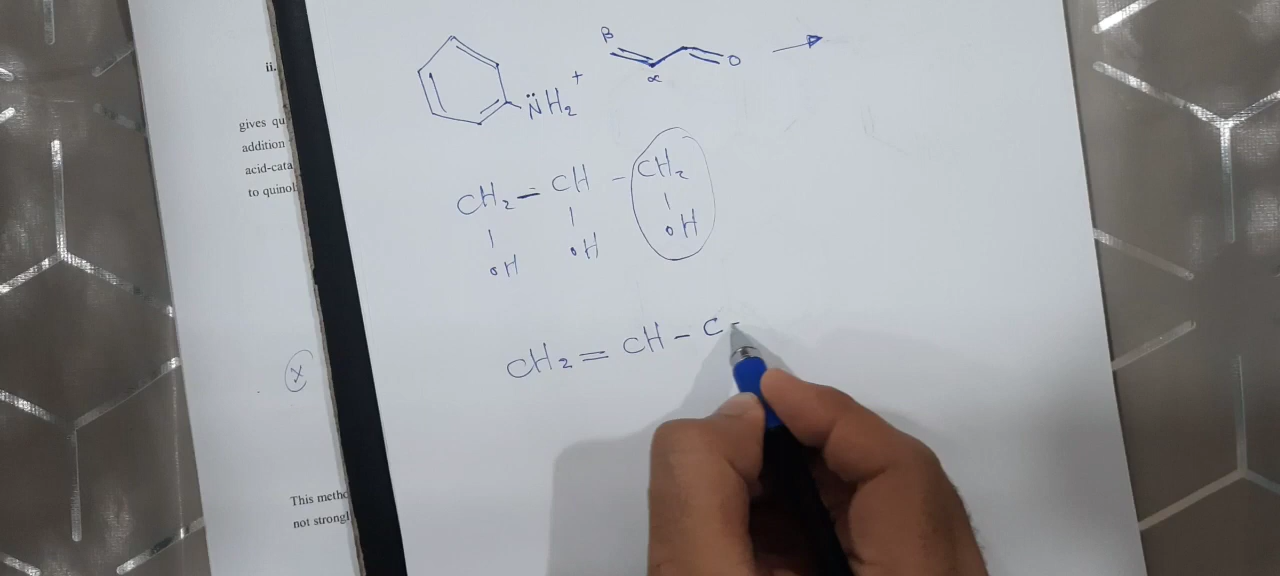 ii.
gives qu
addition
acid-cata
to quinol
This metho
not strongl
β
+
N̈H₂
α
O
CH₂ = CH - CH₂
OH OH OH
CH₂ = CH - C -
x